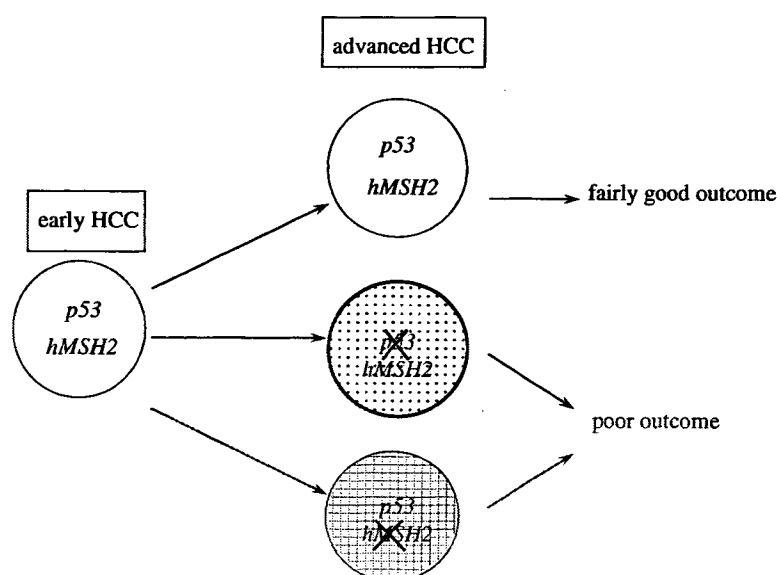 advanced HCC
p53
hMSH2
fairly good outcome
early HCC
p53
hMSH2
p53
hMSH2
poor outcome
p53
hMSH2